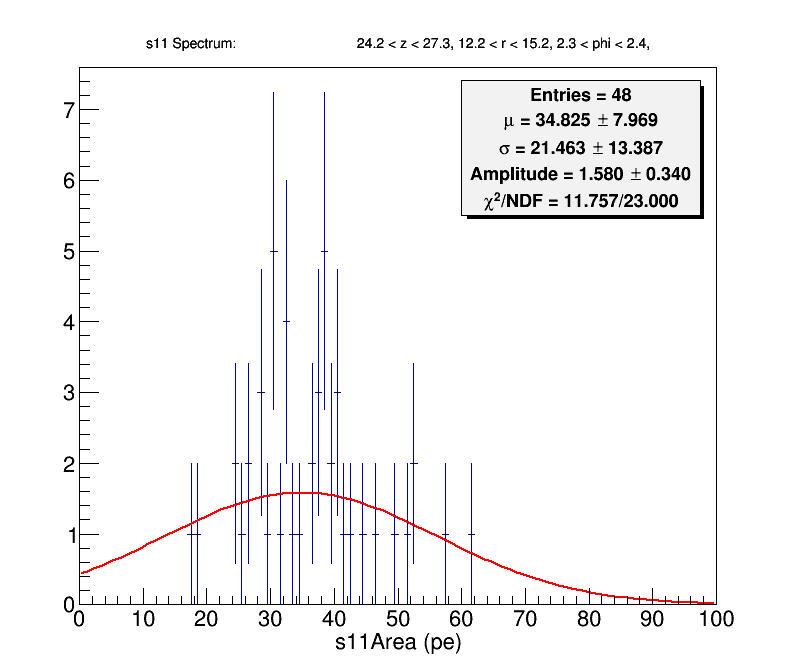 s11 Spectrum: 24.2 < z < 27.3, 12.2 < r < 15.2, 2.3 < phi < 2.4,
Entries = 48
μ = 34.825 ± 7.969
σ = 21.463 ± 13.387
Amplitude = 1.580 ± 0.340
χ²/NDF = 11.757/23.000
7
6
5
4
3
2
1
0
0 10 20 30 40 50 60 70 80 90 100
s11Area (pe)